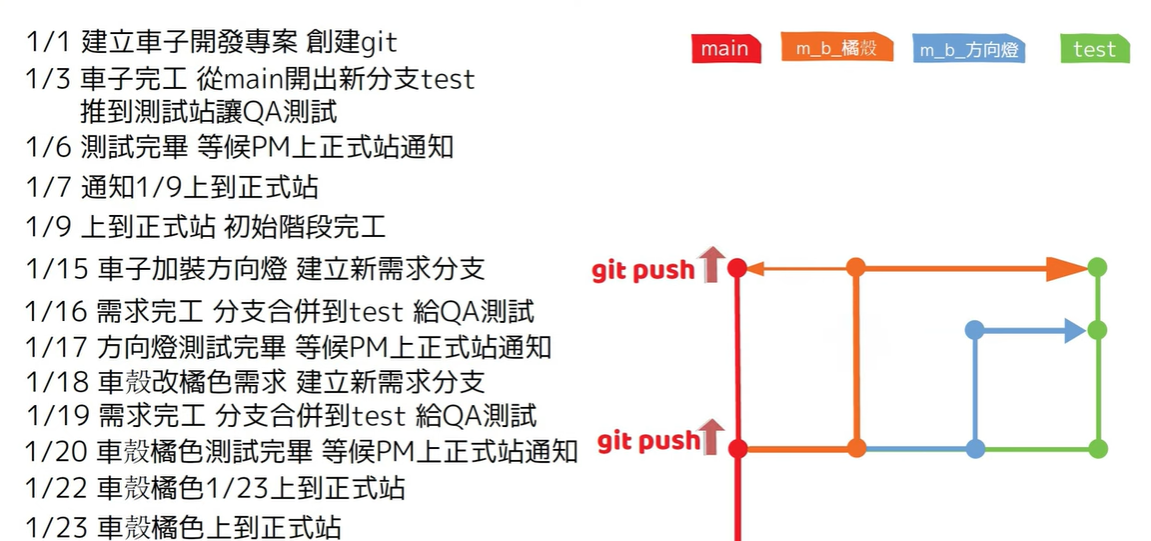 1/1 建立車子開發專案 創建git
1/3 車子完工 從main開出新分支test
推到測試站讓QA測試
1/6 測試完畢 等候PM上正式站通知
1/7 通知1/9上到正式站
1/9 上到正式站 初始階段完工
1/15 車子加裝方向燈 建立新需求分支
1/16 需求完工 分支合併到test 給QA測試
1/17 方向燈測試完畢 等候PM上正式站通知
1/18 車殼改橘色需求 建立新需求分支
1/19 需求完工 分支合併到test 給QA測試
1/20 車殼橘色測試完畢 等候PM上正式站通知
1/22 車殼橘色1/23上到正式站
1/23 車殼橘色上到正式站
main
m_b_橘殼
m_b_方向燈
test
git push
git push